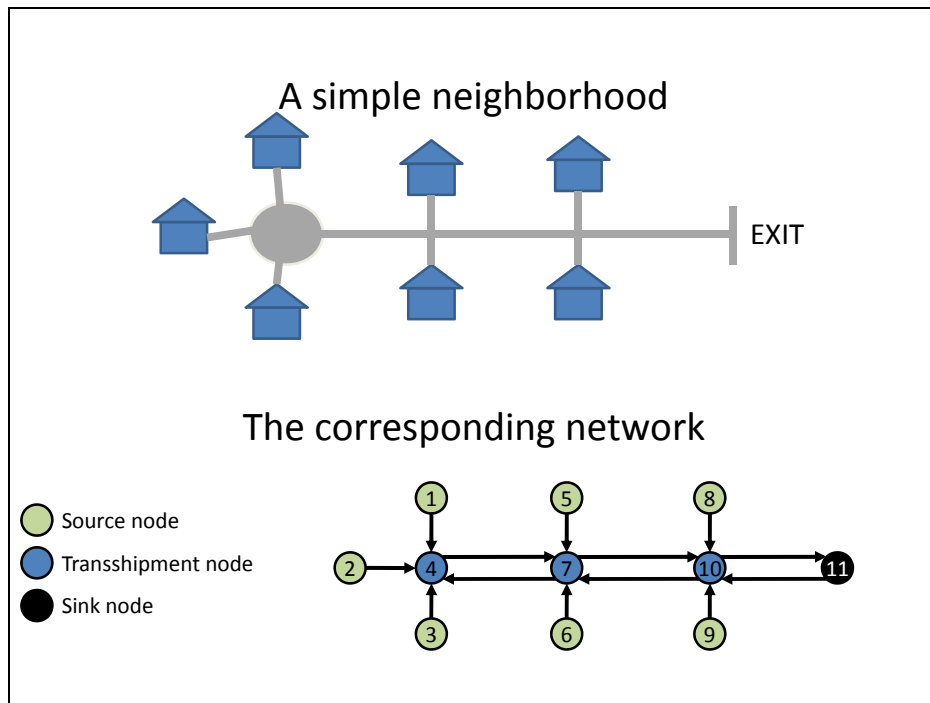 A simple neighborhood
EXIT
The corresponding network
1 5 8
Source node
Transshipment node
2 4 7 10 11
Sink node
3 6 9